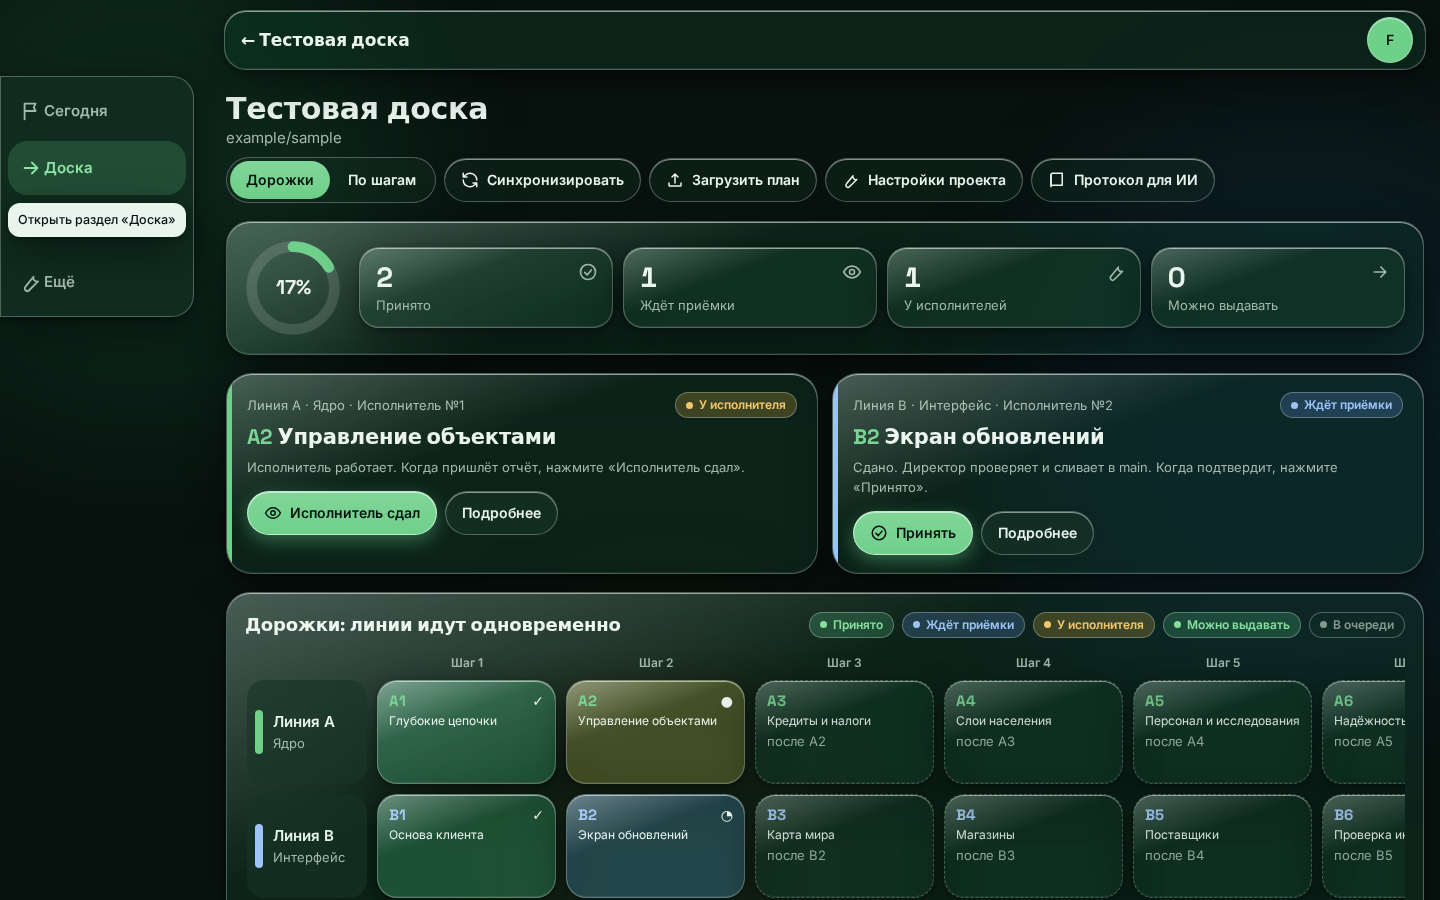 ← Тестовая доска
F
Сегодня
Доска
Открыть раздел «Доска»
Ещё
Тестовая доска
example/sample
Дорожки
По шагам
Синхронизировать
Загрузить план
Настройки проекта
Протокол для ИИ
17%
2
Принято
1
Ждёт приёмки
1
У исполнителей
0
Можно выдавать
Линия A · Ядро · Исполнитель №1
У исполнителя
A2 Управление объектами
Исполнитель работает. Когда пришлёт отчёт, нажмите «Исполнитель сдал».
Исполнитель сдал
Подробнее
Линия B · Интерфейс · Исполнитель №2
Ждёт приёмки
B2 Экран обновлений
Сдано. Директор проверяет и сливает в main. Когда подтвердит, нажмите
«Принято».
Принять
Подробнее
Дорожки: линии идут одновременно
Принято
Ждёт приёмки
У исполнителя
Можно выдавать
В очереди
Шаг 1
Шаг 2
Шаг 3
Шаг 4
Шаг 5
Линия A
Ядро
A1
✓
Глубокие цепочки
A2
Управление объектами
A3
Кредиты и налоги
после A2
A4
Слои населения
после A3
A5
Персонал и исследования
после A4
A6
Надёжность
после A5
Линия B
Интерфейс
B1
✓
Основа клиента
B2
Экран обновлений
B3
Карта мира
после B2
B4
Магазины
после B3
B5
Поставщики
после B4
B6
Проверка
после B5